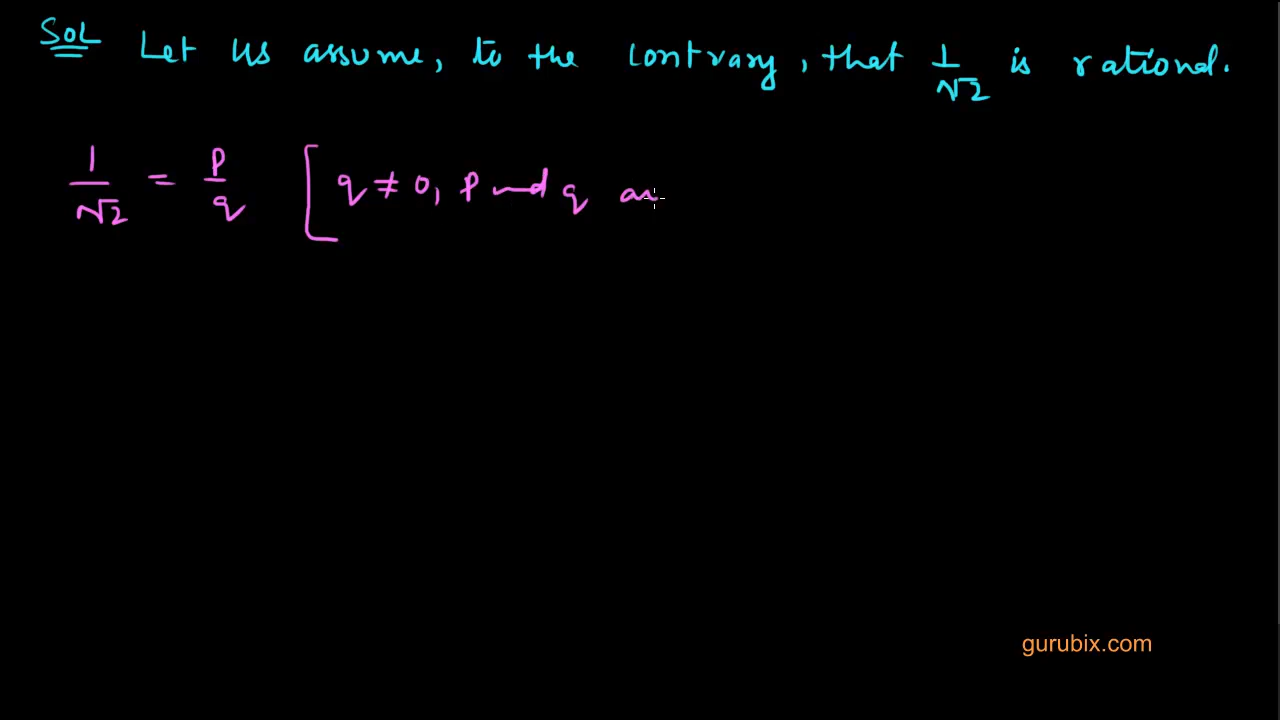 SOL Let us assume, to the contrary, that 1/√2 is rational.
1/√2 = p/q [q ≠ 0, p and q a
gurubix.com